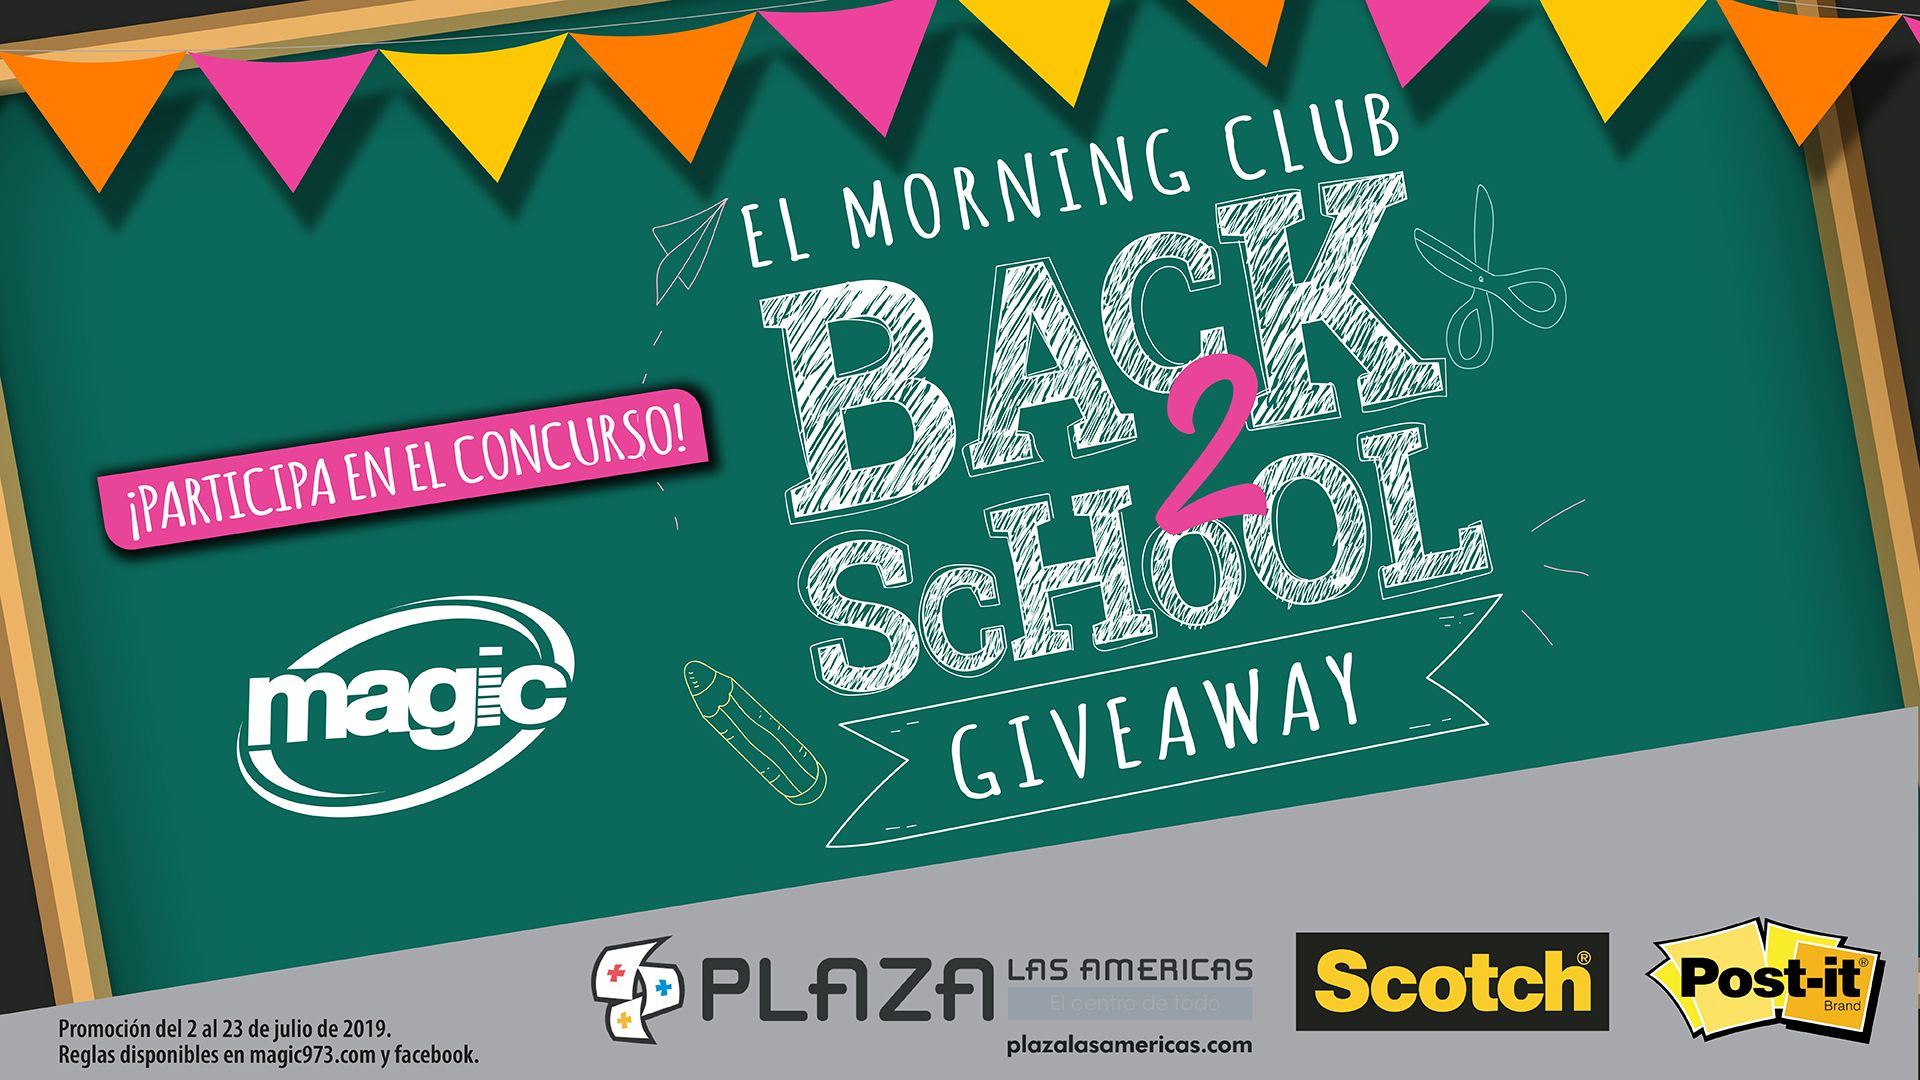 EL MORNING CLUB
BACK
2
SCHOOL
GIVEAWAY
¡PARTICIPA EN EL CONCURSO!
magic
PLAZA LAS AMERICAS
El centro de todo
plazalasamericas.com
Scotch®
Post-it®
Brand
Promoción del 2 al 23 de julio de 2019.
Reglas disponibles en magic973.com y facebook.